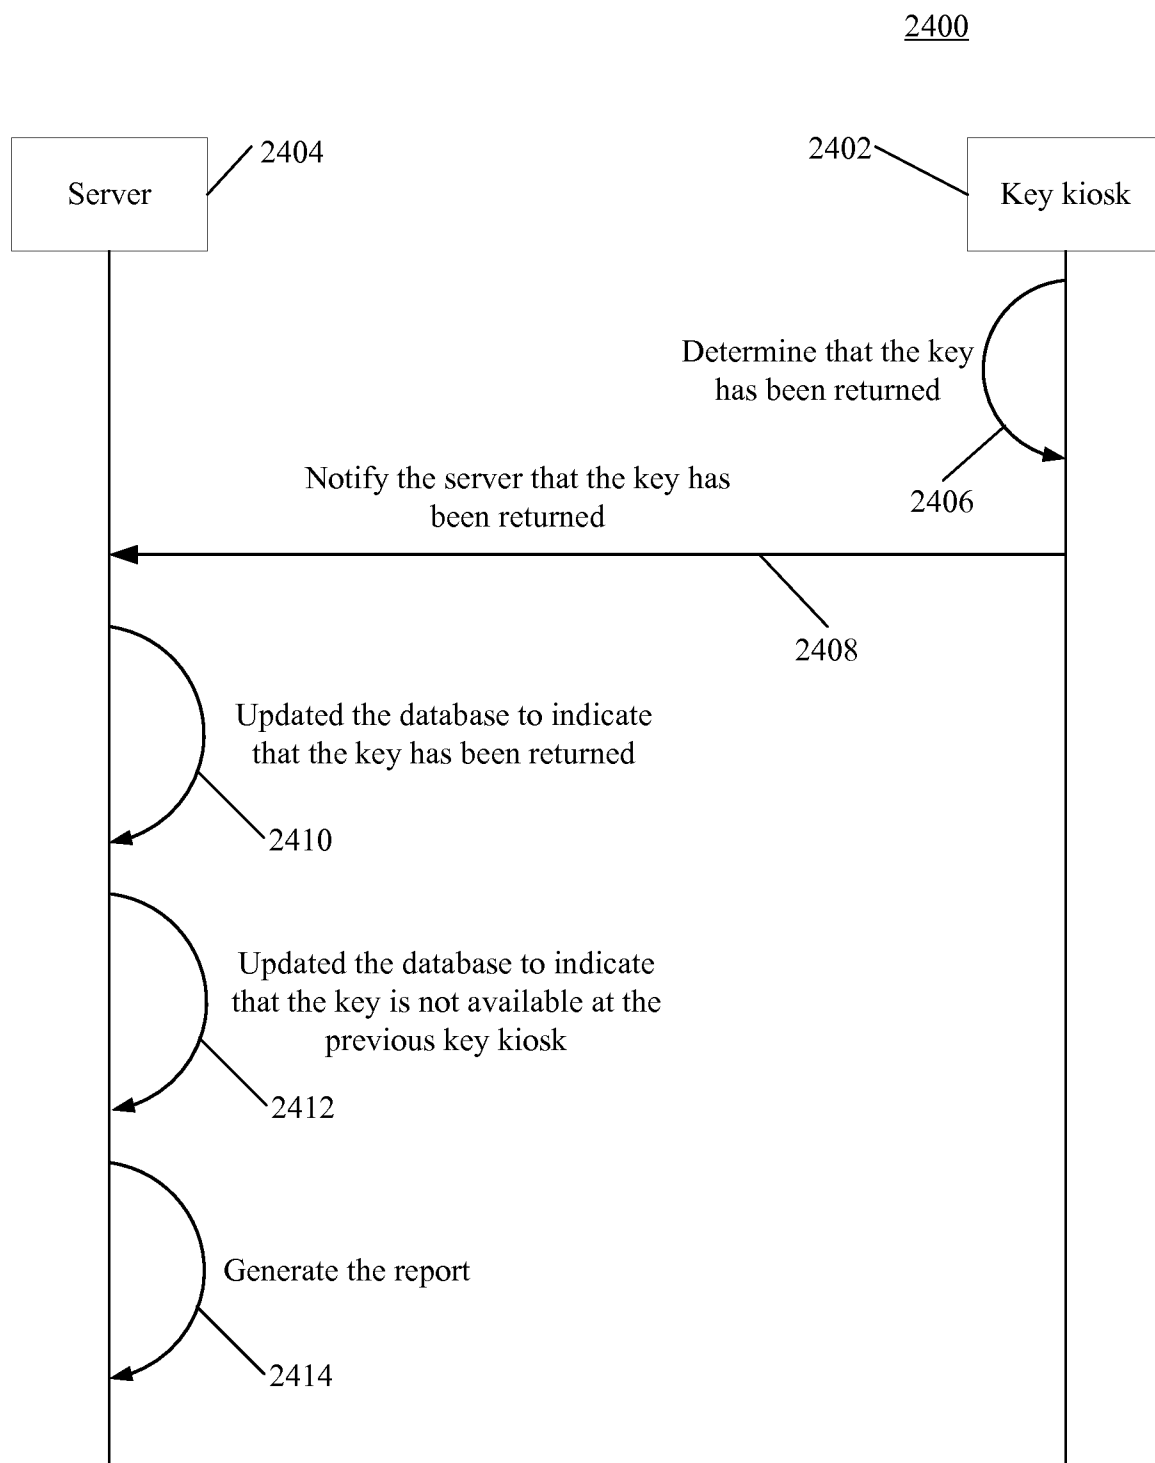 2400
2404
2402
Server
Key kiosk
Determine that the key
has been returned
2406
Notify the server that the key has
been returned
2408
Updated the database to indicate
that the key has been returned
2410
Updated the database to indicate
that the key is not available at the
previous key kiosk
2412
Generate the report
2414